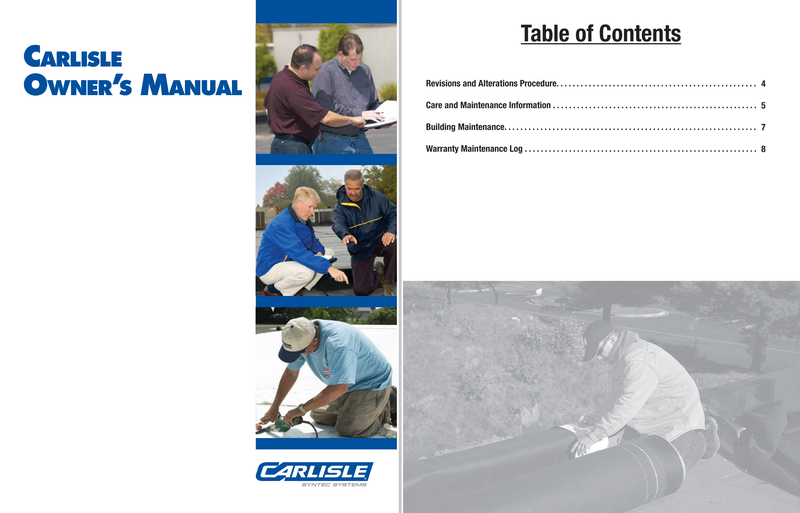 CARLISLE
OWNER'S MANUAL
CARLISLE
SYNTEC SYSTEMS
Table of Contents
Revisions and Alterations Procedure. . . . . . . . . . . . . . . . . . . . . . . . . . . . . . . . . . . . . . . . . . . . . . . . . 4
Care and Maintenance Information . . . . . . . . . . . . . . . . . . . . . . . . . . . . . . . . . . . . . . . . . . . . . . . . . . 5
Building Maintenance. . . . . . . . . . . . . . . . . . . . . . . . . . . . . . . . . . . . . . . . . . . . . . . . . . . . . . . . . . . . . 7
Warranty Maintenance Log . . . . . . . . . . . . . . . . . . . . . . . . . . . . . . . . . . . . . . . . . . . . . . . . . . . . . . . . 8